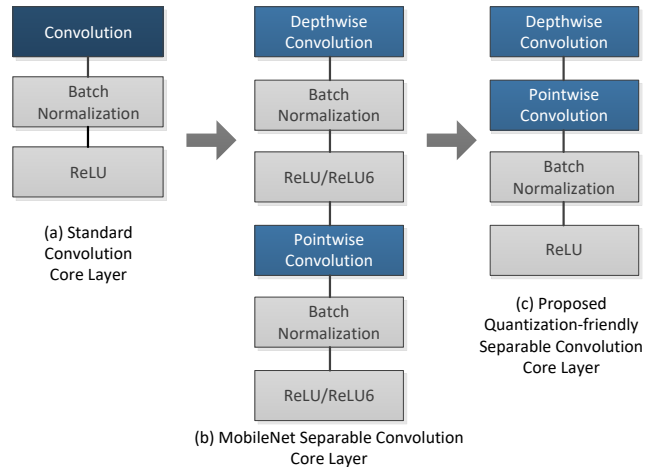 Convolution
Batch
Normalization
ReLU
(a) Standard
Convolution
Core Layer
Depthwise
Convolution
Batch
Normalization
ReLU/ReLU6
Pointwise
Convolution
Batch
Normalization
ReLU/ReLU6
(b) MobileNet Separable Convolution
Core Layer
Depthwise
Convolution
Pointwise
Convolution
Batch
Normalization
ReLU
(c) Proposed
Quantization-friendly
Separable Convolution
Core Layer